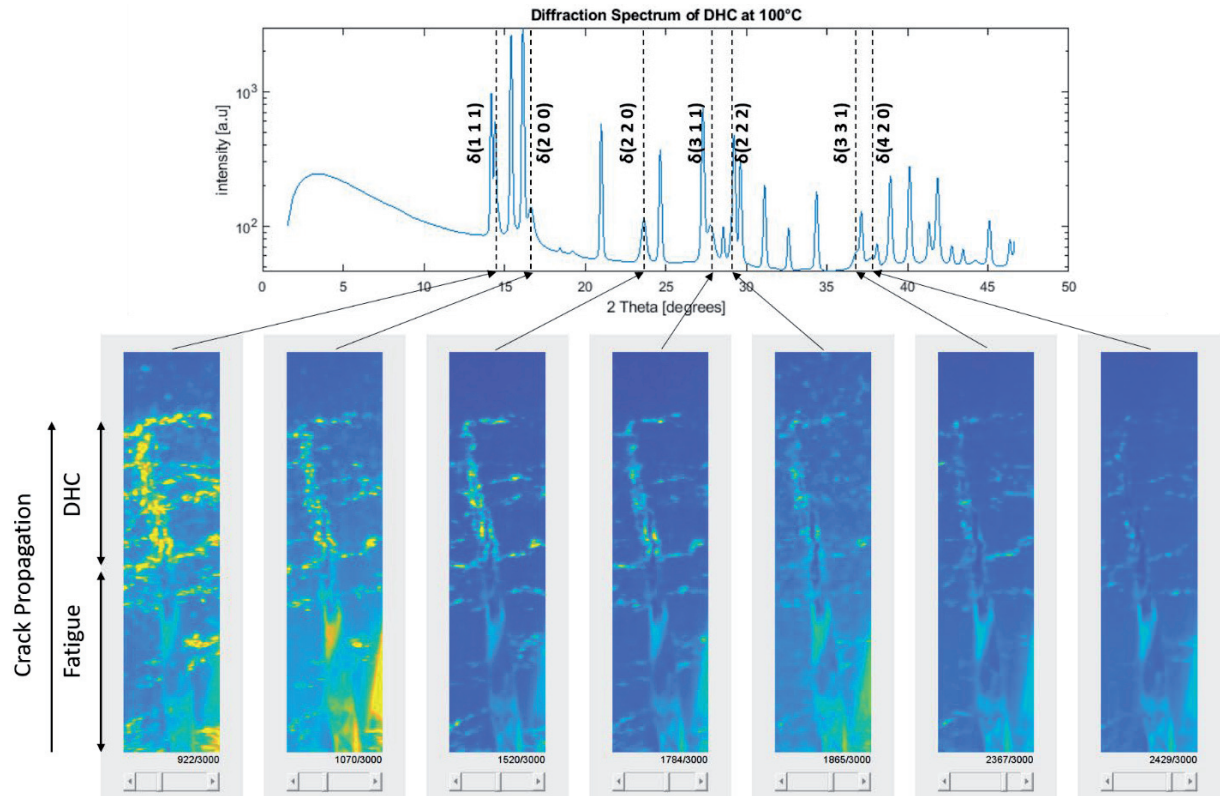 Diffraction Spectrum of DHC at 100°C
intensity [a.u]
10³
10²
δ(1 1 1)
δ(2 0 0)
δ(2 2 0)
δ(3 1 1)
δ(2 2 2)
δ(3 3 1)
δ(4 2 0)
0 5 10 15 20 25 30 35 40 45 50
2 Theta [degrees]
Crack Propagation
DHC
Fatigue
922/3000 1070/3000 1520/3000 1784/3000 1865/3000 2367/3000 2429/3000